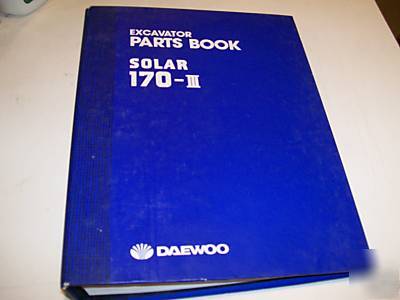 EXCAVATOR
PARTS BOOK
SOLAR
170-III
DAEWOO